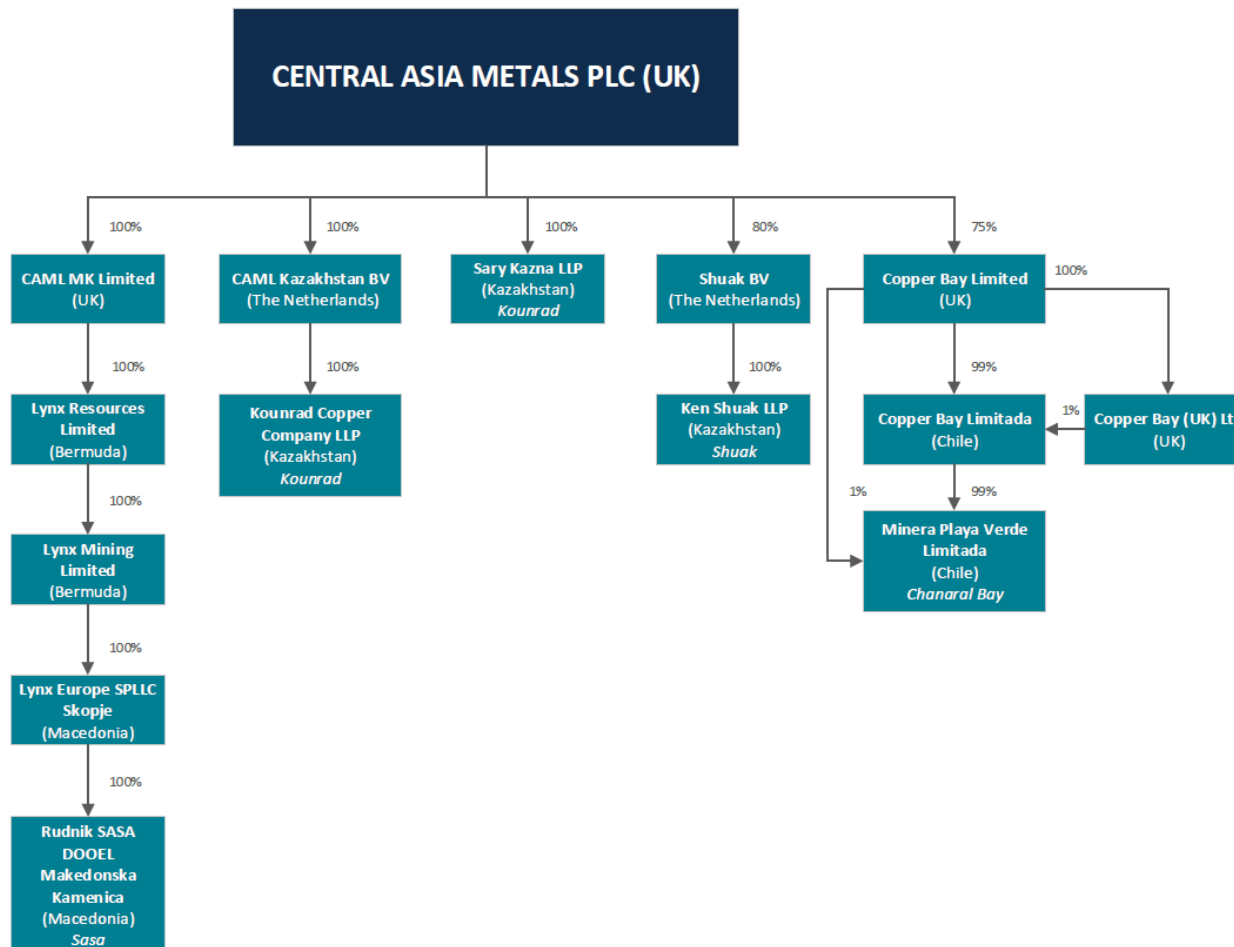 CENTRAL ASIA METALS PLC (UK)
100%
100%
100%
80%
75%
CAML MK Limited
(UK)
CAML Kazakhstan BV
(The Netherlands)
Sary Kazna LLP
(Kazakhstan)
Kounrad
Shuak BV
(The Netherlands)
Copper Bay Limited
(UK)
100%
100%
100%
100%
99%
Lynx Resources
Limited
(Bermuda)
Kounrad Copper
Company LLP
(Kazakhstan)
Kounrad
Ken Shuak LLP
(Kazakhstan)
Shuak
Copper Bay Limitada
(Chile)
1%
Copper Bay (UK) Lt
(UK)
100%
1%
99%
Lynx Mining
Limited
(Bermuda)
Minera Playa Verde
Limitada
(Chile)
Chanaral Bay
100%
Lynx Europe SPLLC
Skopje
(Macedonia)
100%
Rudnik SASA
DOOEL
Makedonska
Kamenica
(Macedonia)
Sasa